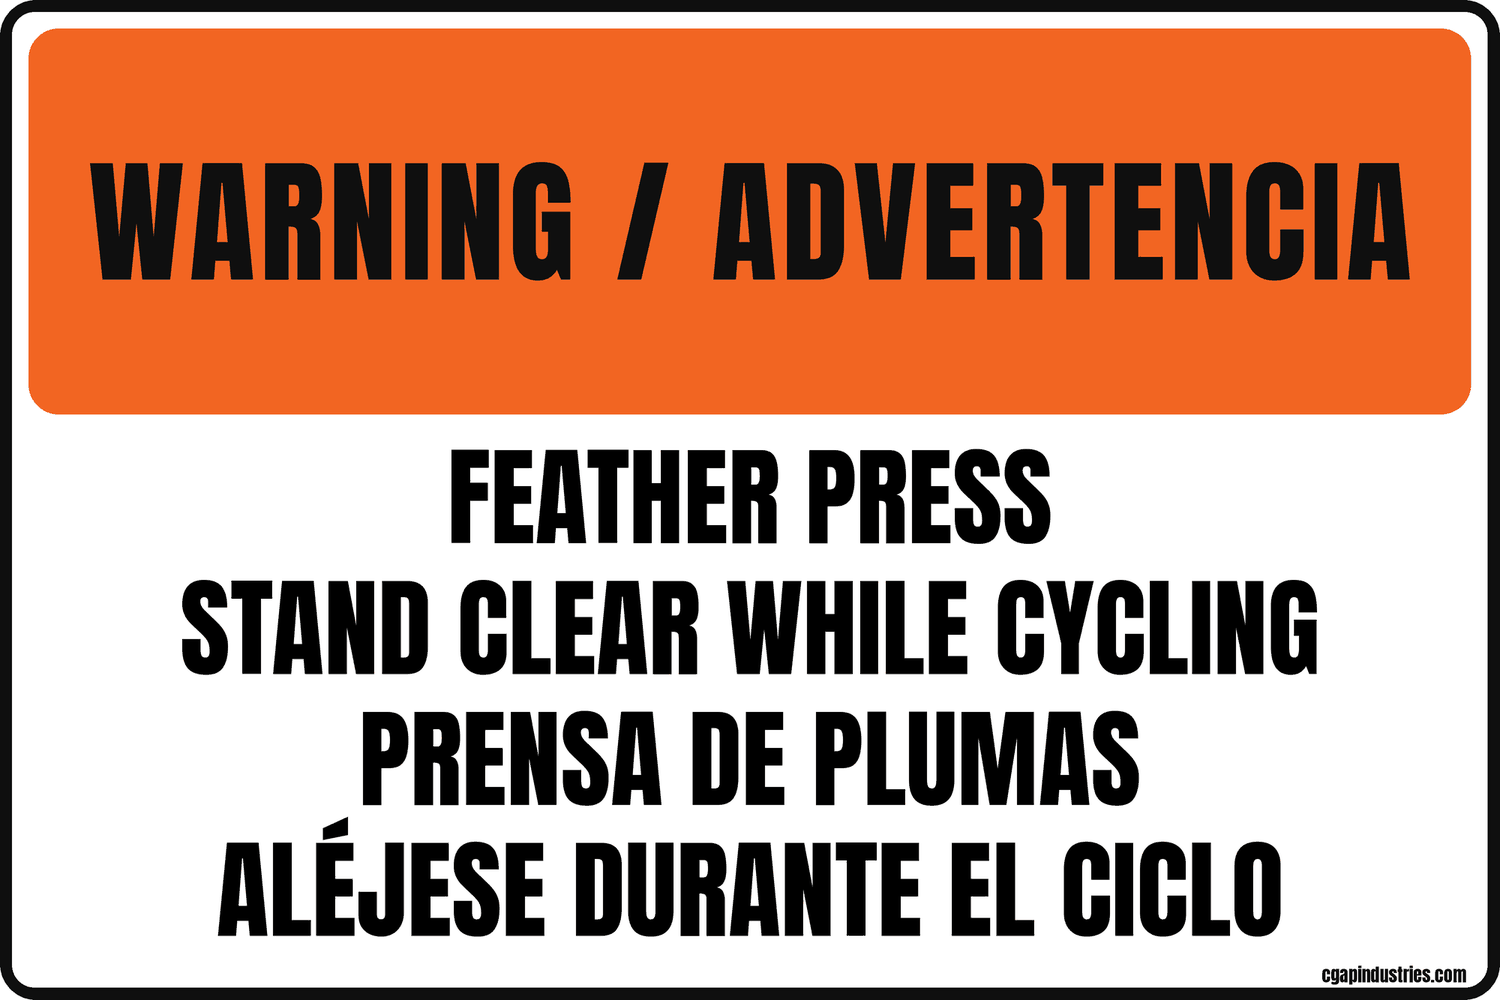 WARNING / ADVERTENCIA
FEATHER PRESS
STAND CLEAR WHILE CYCLING
PRENSA DE PLUMAS
ALÉJESE DURANTE EL CICLO
cgapindustries.com